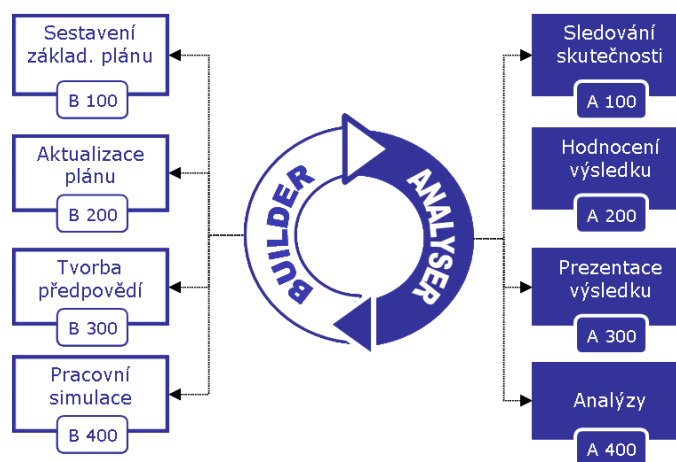 Sestavení
základ. plánu
B 100
Aktualizace
plánu
B 200
Tvorba
předpovědí
B 300
Pracovní
simulace
B 400
BUILDER
ANALYSER
Sledování
skutečnosti
A 100
Hodnocení
výsledku
A 200
Prezentace
výsledku
A 300
Analýzy
A 400